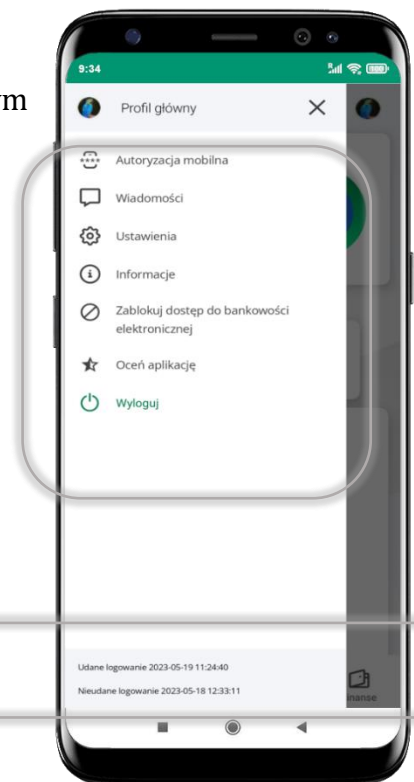 ym
9:34
Profil główny
Autoryzacja mobilna
Wiadomości
Ustawienia
Informacje
Zablokuj dostęp do bankowości
elektronicznej
Oceń aplikację
Wyloguj
Udane logowanie 2023-05-19 11:24:40
Nieudane logowanie 2023-05-18 12:33:11
inanse